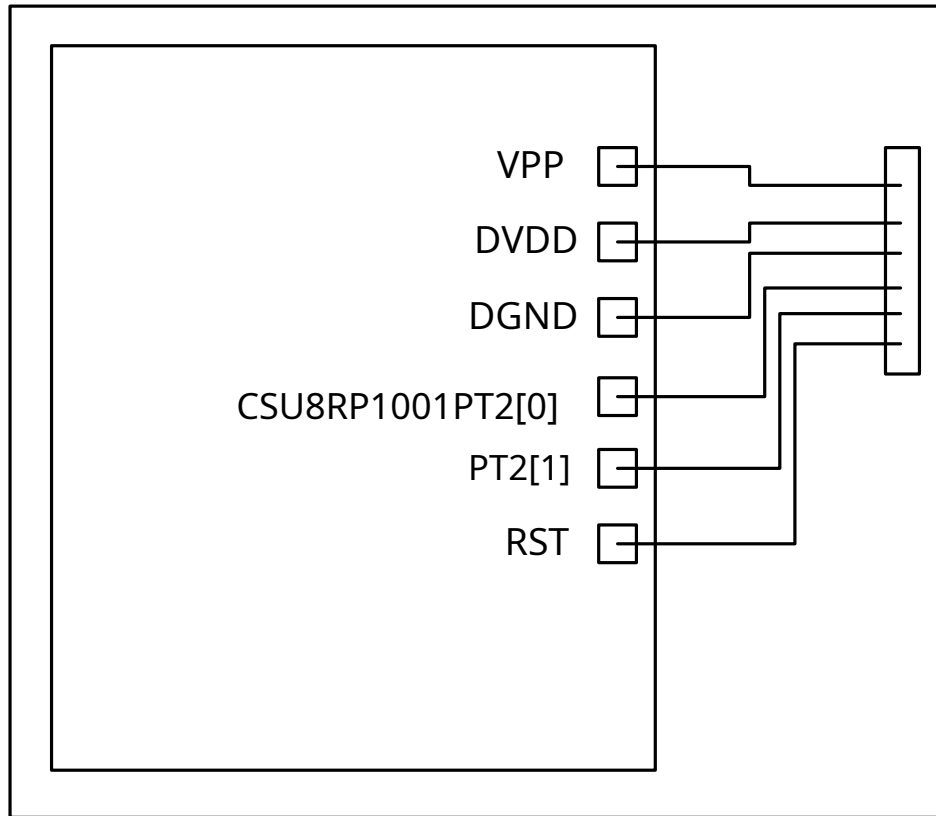 VPP
DVDD
DGND
CSU8RP1001PT2[0]
PT2[1]
RST